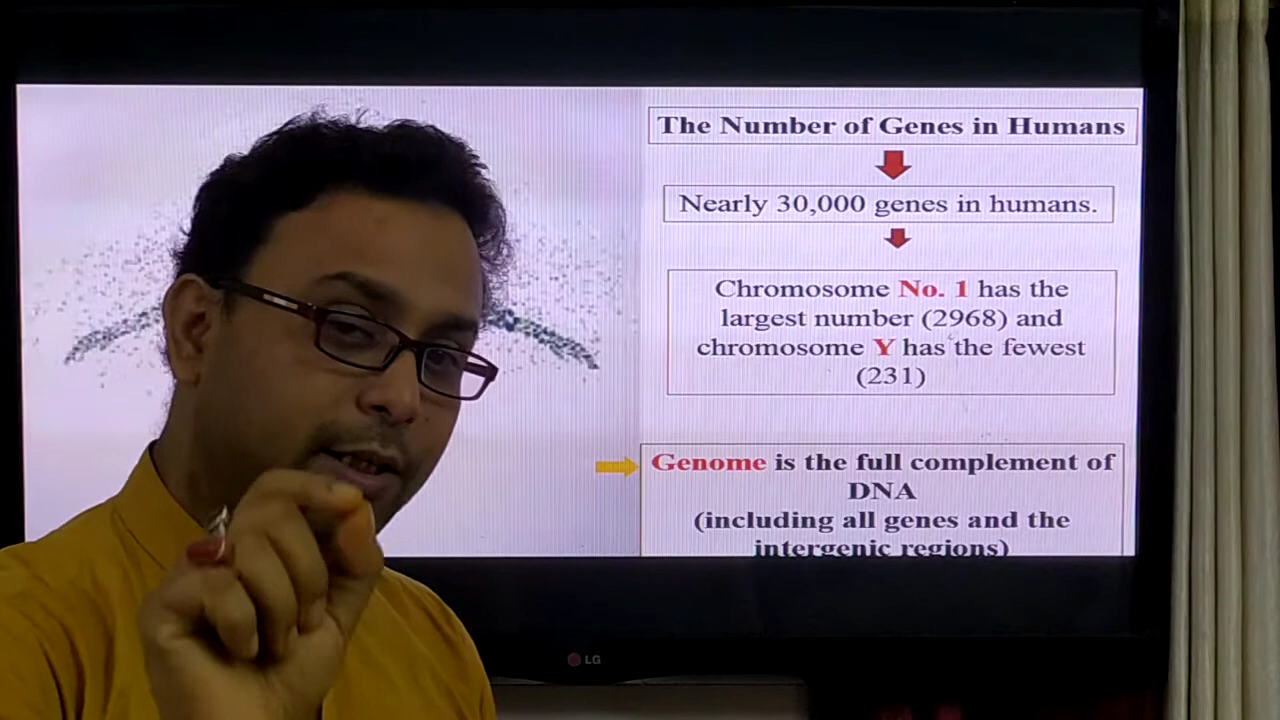 The Number of Genes in Humans
Nearly 30,000 genes in humans.
Chromosome No. 1 has the
largest number (2968) and
chromosome Y has the fewest
(231)
Genome is the full complement of
DNA
(including all genes and the
intergenic regions)
LG